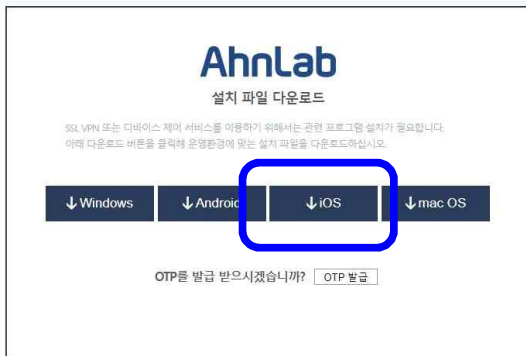 AhnLab
설치 파일 다운로드
SSL VPN 또는 디바이스 제어 서비스를 이용하기 위해서는 관련 프로그램 설치가 필요합니다.
아래 다운로드 버튼을 클릭해 운영환경에 맞는 설치 파일을 다운로드하십시오.
↓ Windows ↓ Android ↓ iOS ↓ mac OS
OTP를 발급 받으시겠습니까? OTP 발급